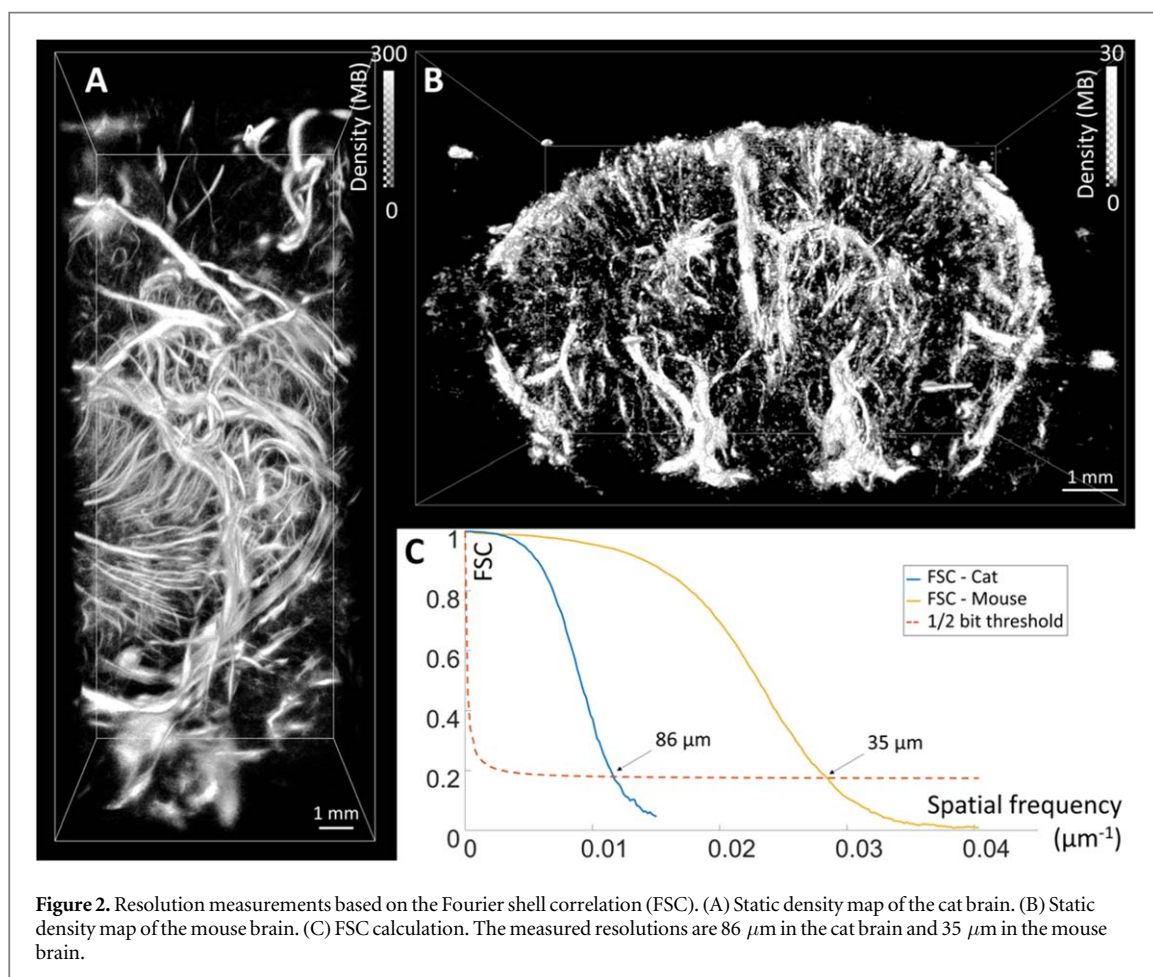 A
300
Density (MB)
0
1 mm
B
30
Density (MB)
0
1 mm
C
FSC
1
0.8
0.6
0.4
0.2
0
0
0.01
0.02
0.03
0.04
86 μm
35 μm
FSC - Cat
FSC - Mouse
1/2 bit threshold
Spatial frequency
(μm⁻¹)
Figure 2. Resolution measurements based on the Fourier shell correlation (FSC). (A) Static density map of the cat brain. (B) Static
density map of the mouse brain. (C) FSC calculation. The measured resolutions are 86 μm in the cat brain and 35 μm in the mouse
brain.